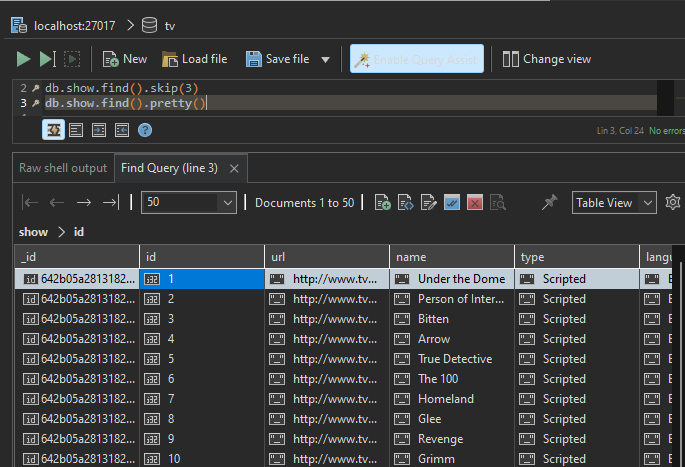 localhost:27017 > tv
New Load file Save file Enable Query Assist Change view
2 db.show.find().skip(3)
3 db.show.find().pretty()
Lin 3, Col 24 No errors
Raw shell output Find Query (line 3)
50 Documents 1 to 50 Table View
show > id
_id id url name type langu
642b05a2813182... 1 http://www.tv... Under the Dome Scripted E
642b05a2813182... 2 http://www.tv... Person of Inter... Scripted E
642b05a2813182... 3 http://www.tv... Bitten Scripted E
642b05a2813182... 4 http://www.tv... Arrow Scripted E
642b05a2813182... 5 http://www.tv... True Detective Scripted E
642b05a2813182... 6 http://www.tv... The 100 Scripted E
642b05a2813182... 7 http://www.tv... Homeland Scripted E
642b05a2813182... 8 http://www.tv... Glee Scripted E
642b05a2813182... 9 http://www.tv... Revenge Scripted E
642b05a2813182... 10 http://www.tv... Grimm Scripted E